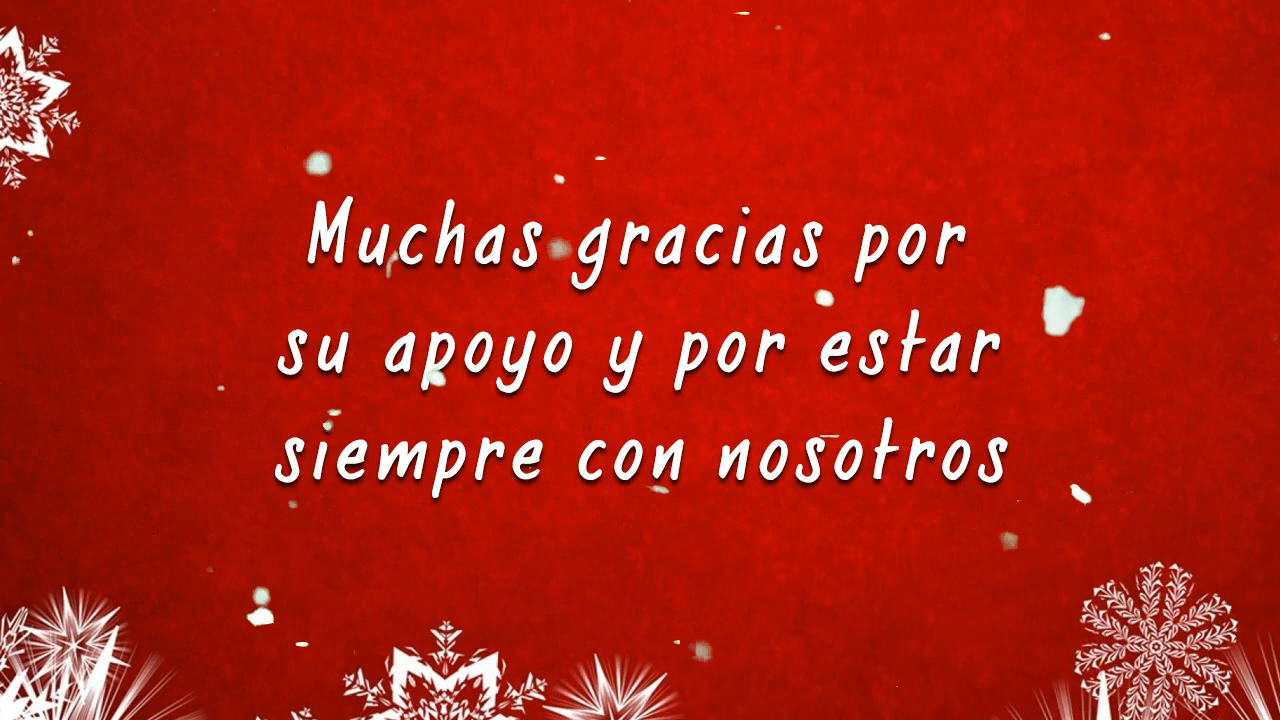 Muchas gracias por
su apoyo y por estar
siempre con nosotros